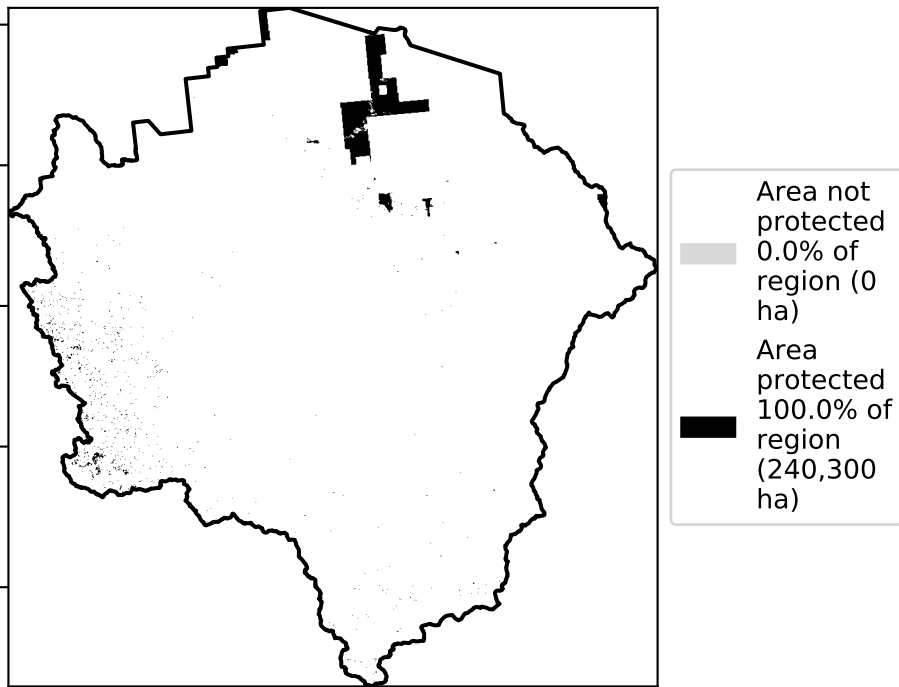 Area not
protected
0.0% of
region (0
ha)
Area
protected
100.0% of
region
(240,300
ha)